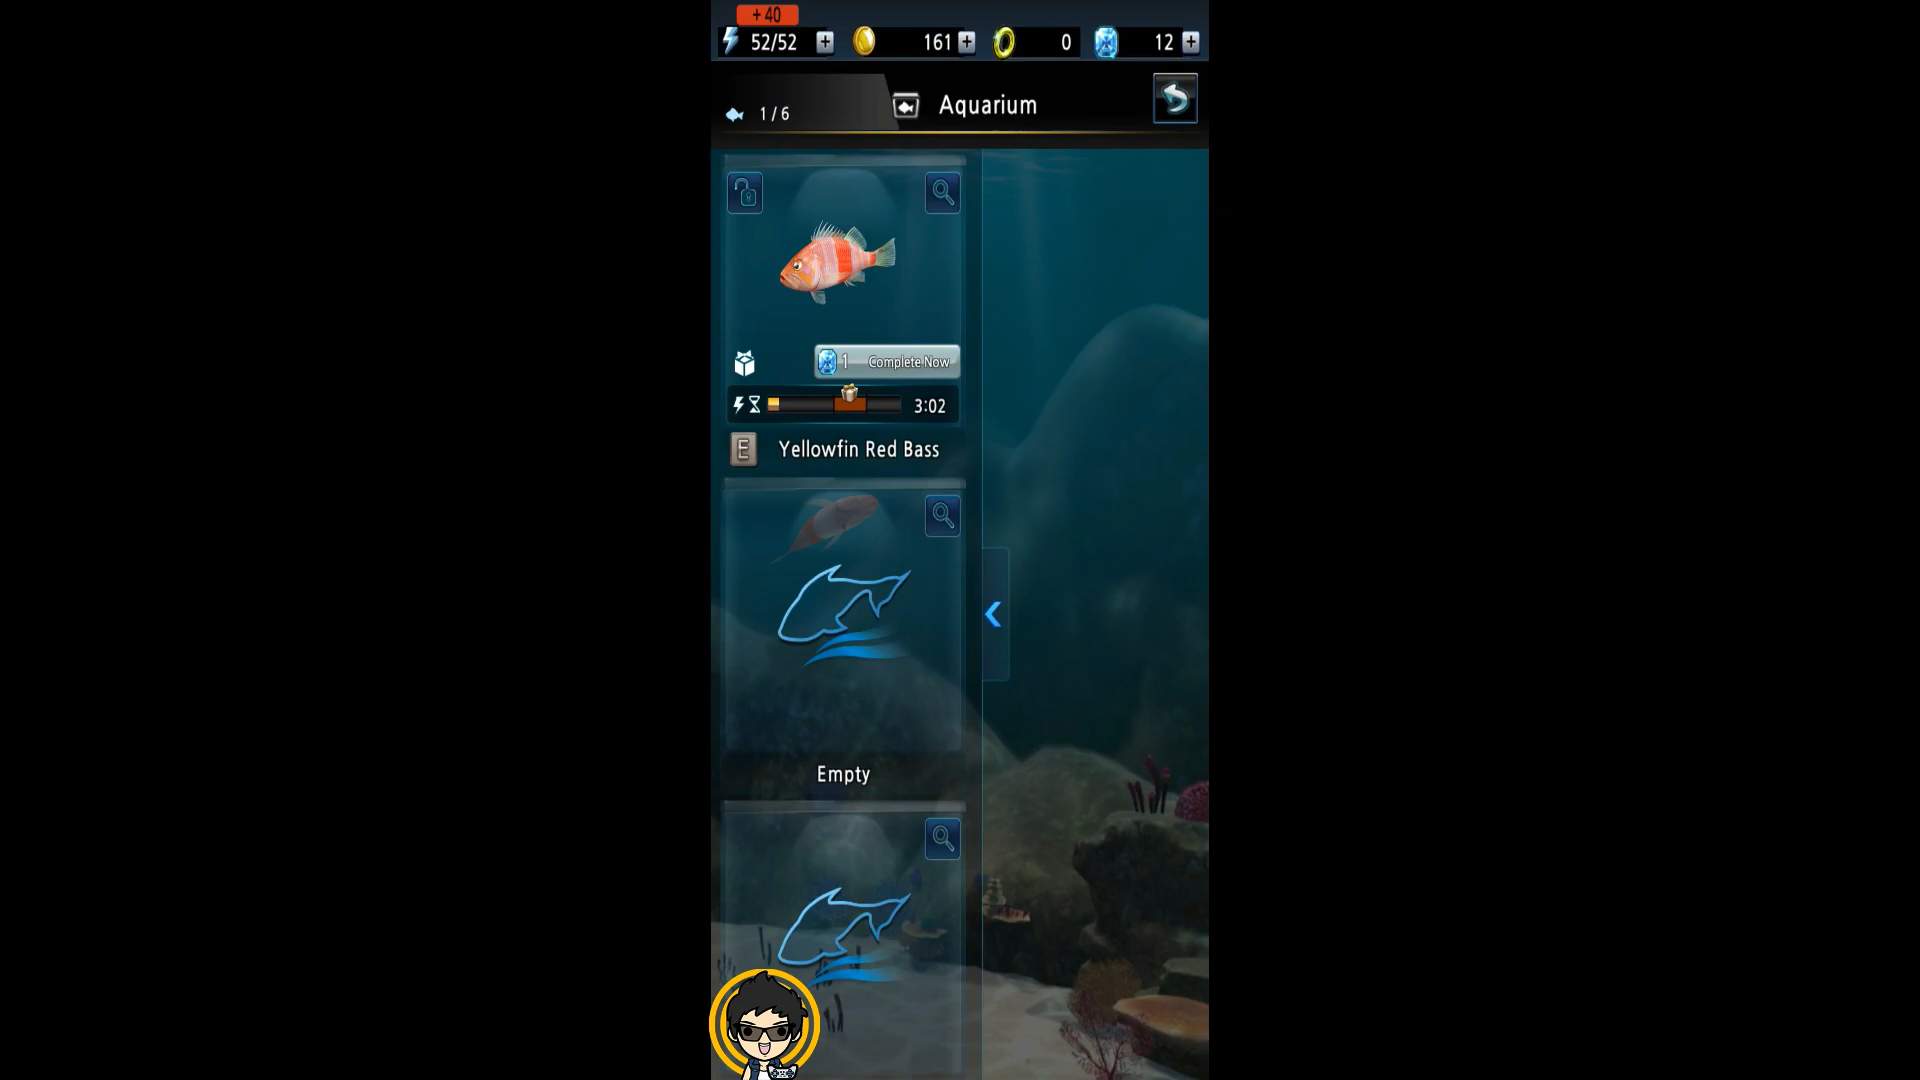 +40
52/52 161 0 12
1/6 Aquarium
1 Complete Now
3:02
E Yellowfin Red Bass
Empty